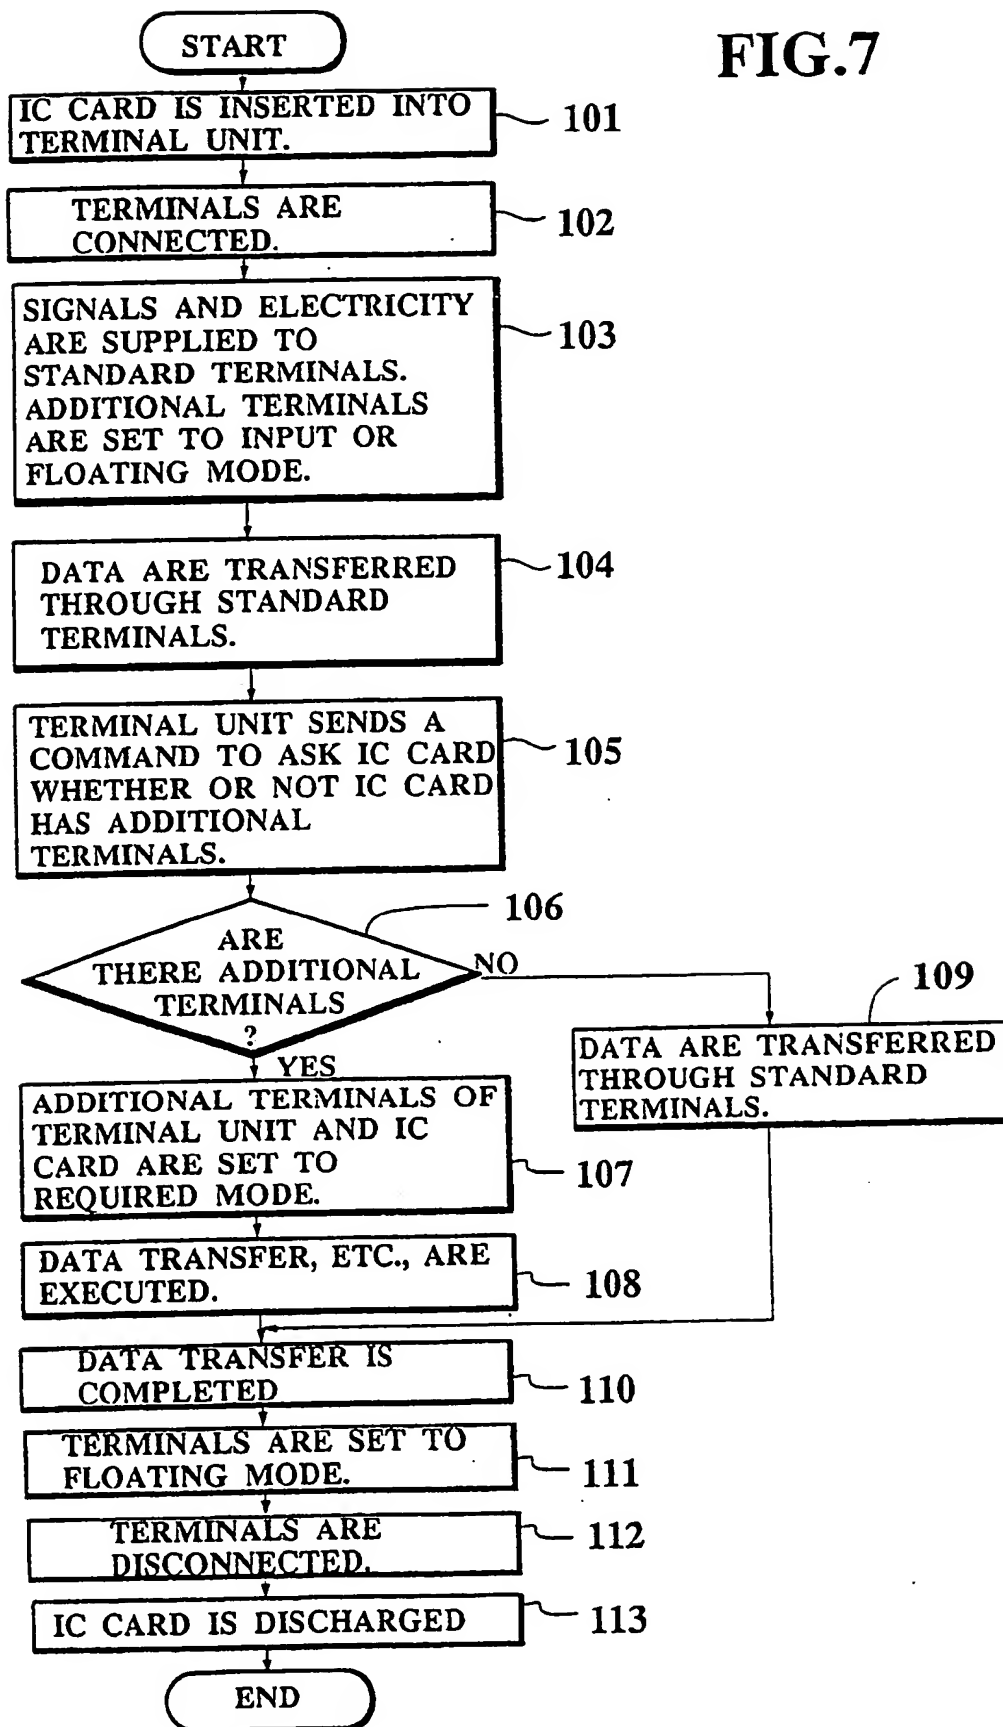 START
FIG.7
IC CARD IS INSERTED INTO
TERMINAL UNIT.
101
TERMINALS ARE
CONNECTED.
102
SIGNALS AND ELECTRICITY
ARE SUPPLIED TO
STANDARD TERMINALS.
ADDITIONAL TERMINALS
ARE SET TO INPUT OR
FLOATING MODE.
103
DATA ARE TRANSFERRED
THROUGH STANDARD
TERMINALS.
104
TERMINAL UNIT SENDS A
COMMAND TO ASK IC CARD
WHETHER OR NOT IC CARD
HAS ADDITIONAL
TERMINALS.
105
106
ARE
THERE ADDITIONAL
TERMINALS
?
NO
YES
109
DATA ARE TRANSFERRED
THROUGH STANDARD
TERMINALS.
ADDITIONAL TERMINALS OF
TERMINAL UNIT AND IC
CARD ARE SET TO
REQUIRED MODE.
107
DATA TRANSFER, ETC., ARE
EXECUTED.
108
DATA TRANSFER IS
COMPLETED
110
TERMINALS ARE SET TO
FLOATING MODE.
111
TERMINALS ARE
DISCONNECTED.
112
IC CARD IS DISCHARGED
113
END